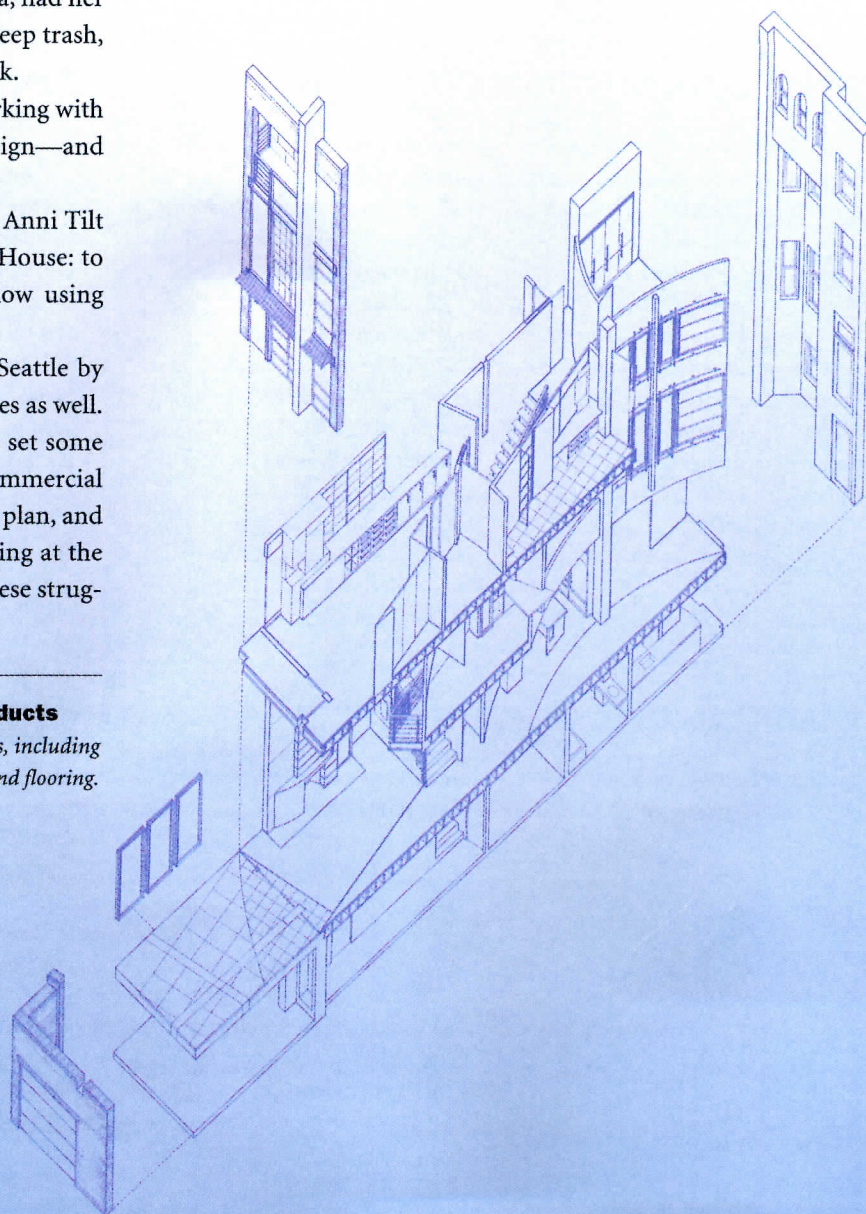 a, had her
eep trash,
k.
rking with
ign—and
Anni Tilt
House: to
ow using
Seattle by
es as well.
set some
mmercial
plan, and
ing at the
ese strug-
ducts
s, including
nd flooring.